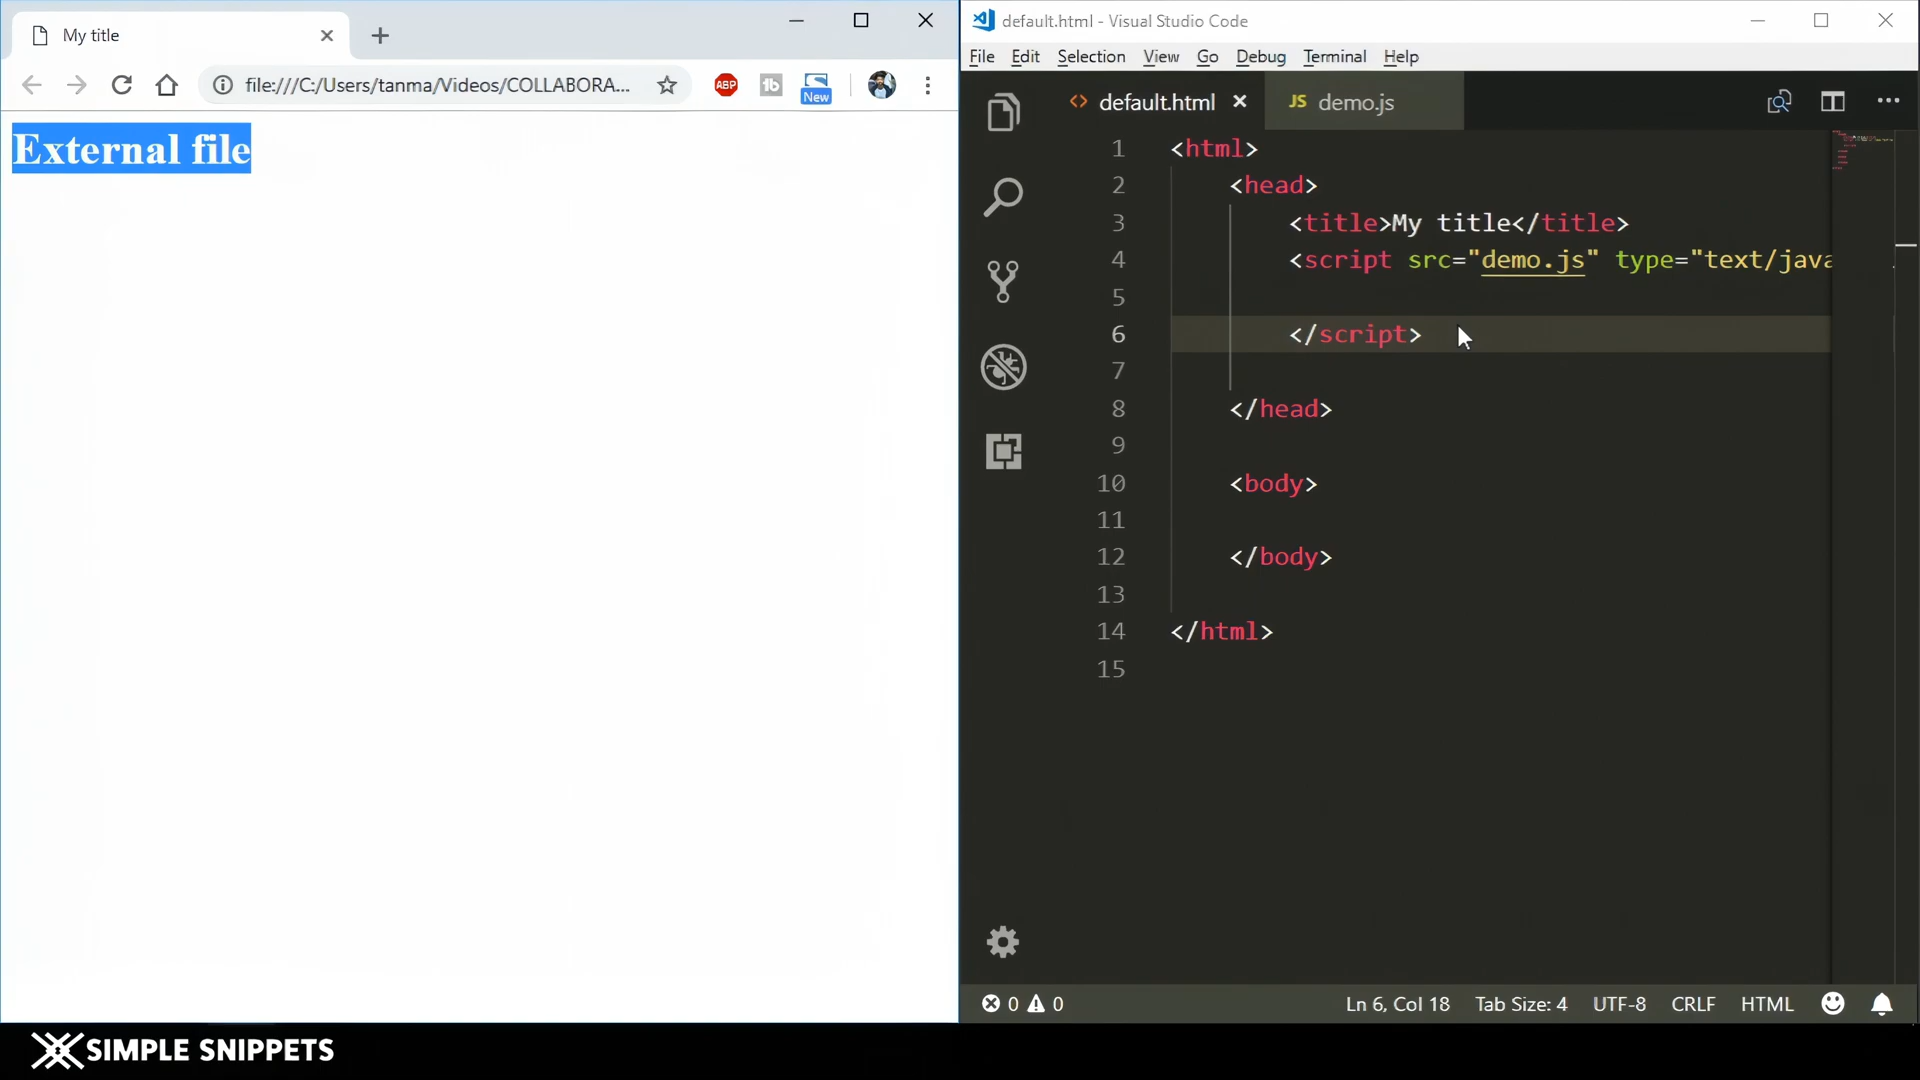 My title
file:///C:/Users/tanma/Videos/COLLABORA...
ABP
New
External file
default.html - Visual Studio Code
File Edit Selection View Go Debug Terminal Help
default.html
JS demo.js
1 <html>
2 <head>
3 <title>My title</title>
4 <script src="demo.js" type="text/java
5
6 </script>
7
8 </head>
9
10 <body>
11
12 </body>
13
14 </html>
15
0 0 Ln 6, Col 18 Tab Size: 4 UTF-8 CRLF HTML
SIMPLE SNIPPETS